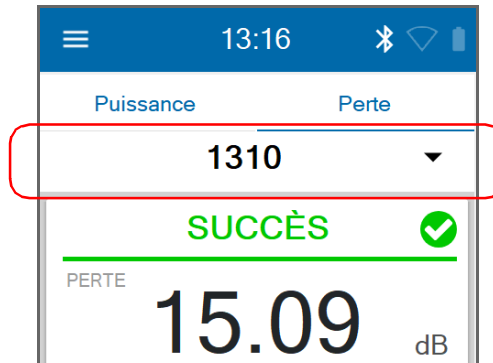 13:16
Puissance Perte
1310
SUCCÈS
PERTE
15.09 dB